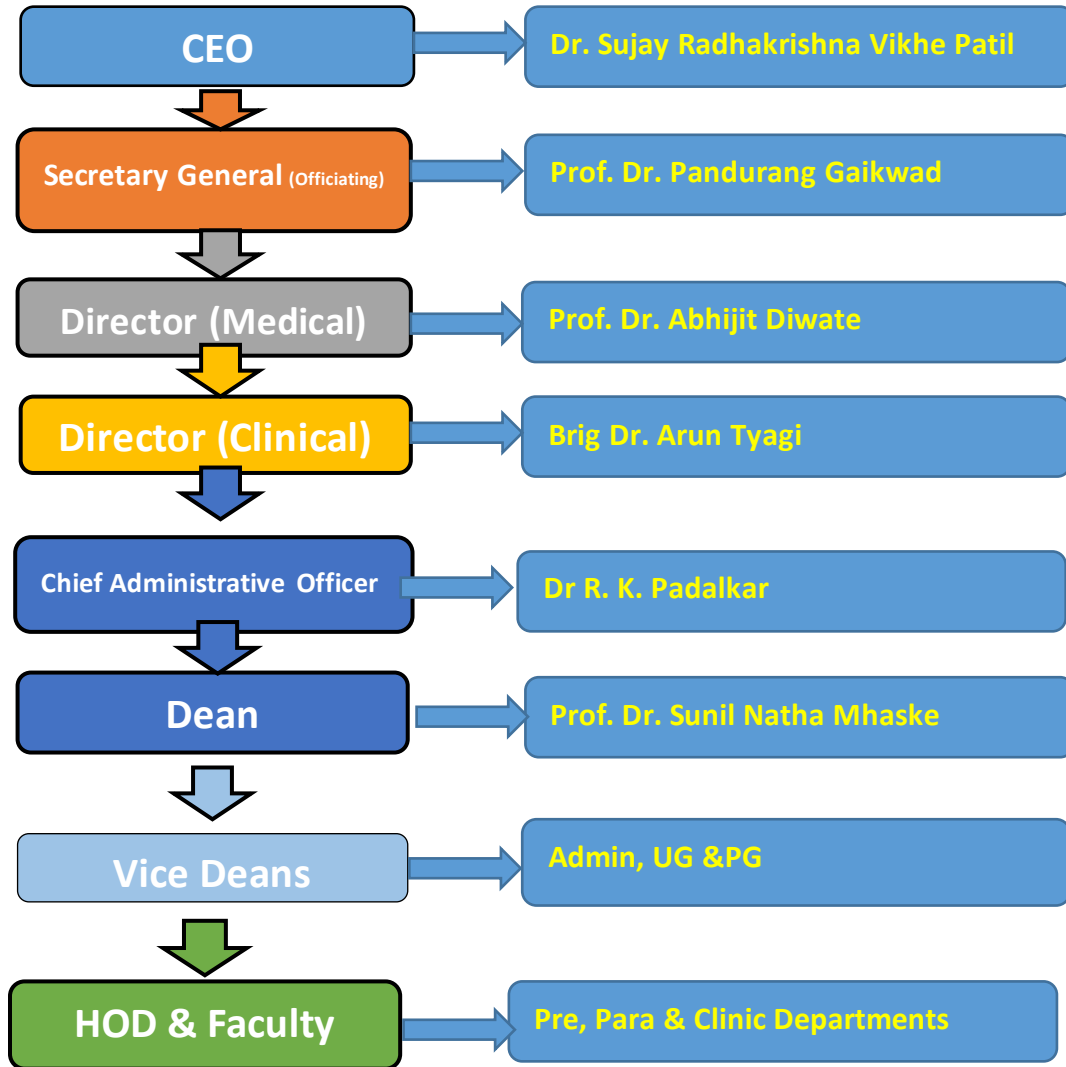 CEO
Dr. Sujay Radhakrishna Vikhe Patil
Secretary General (Officiating)
Prof. Dr. Pandurang Gaikwad
Director (Medical)
Prof. Dr. Abhijit Diwate
Director (Clinical)
Brig Dr. Arun Tyagi
Chief Administrative Officer
Dr R. K. Padalkar
Dean
Prof. Dr. Sunil Natha Mhaske
Vice Deans
Admin, UG &PG
HOD & Faculty
Pre, Para & Clinic Departments